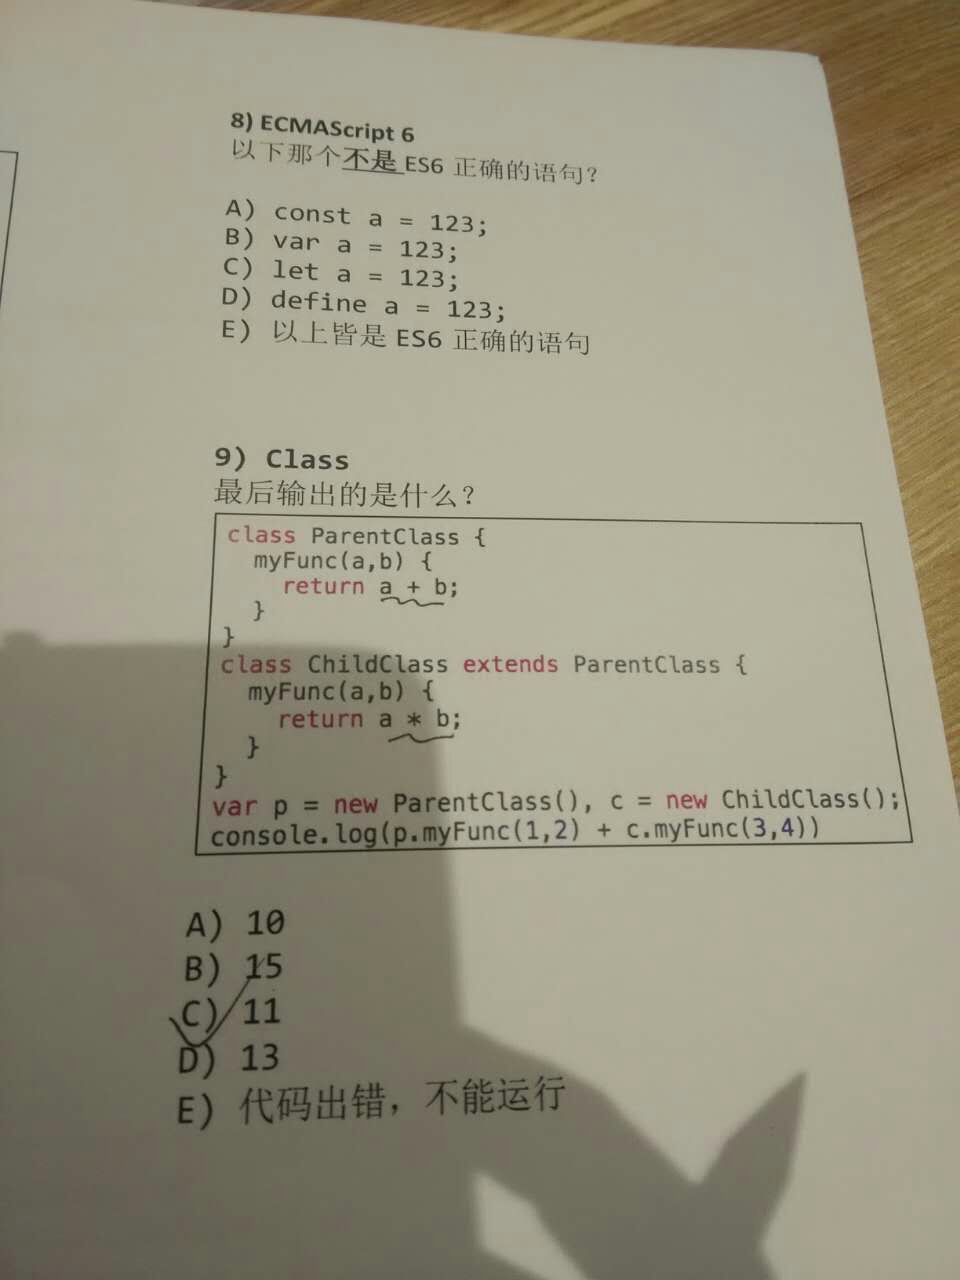 8) ECMAScript 6
以下那个不是 ES6 正确的语句？
A) const a = 123;
B) var a = 123;
C) let a = 123;
D) define a = 123;
E) 以上皆是 ES6 正确的语句
9) Class
最后输出的是什么？
class ParentClass {
myFunc(a,b) {
return a + b;
}
}
class ChildClass extends ParentClass {
myFunc(a,b) {
return a * b;
}
}
var p = new ParentClass(), c = new ChildClass();
console.log(p.myFunc(1,2) + c.myFunc(3,4))
A) 10
B) 15
C) 11
D) 13
E) 代码出错，不能运行